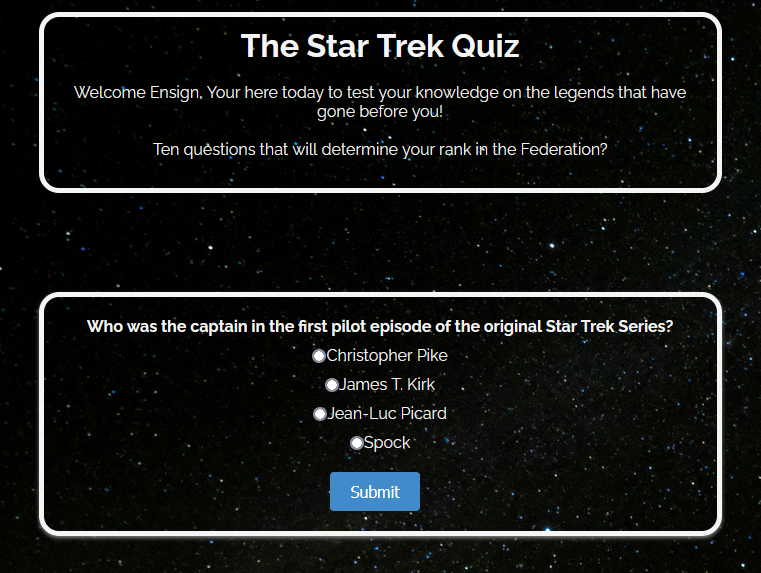 The Star Trek Quiz
Welcome Ensign, Your here today to test your knowledge on the legends that have
gone before you!
Ten questions that will determine your rank in the Federation?
Who was the captain in the first pilot episode of the original Star Trek Series?
Christopher Pike
James T. Kirk
Jean-Luc Picard
Spock
Submit